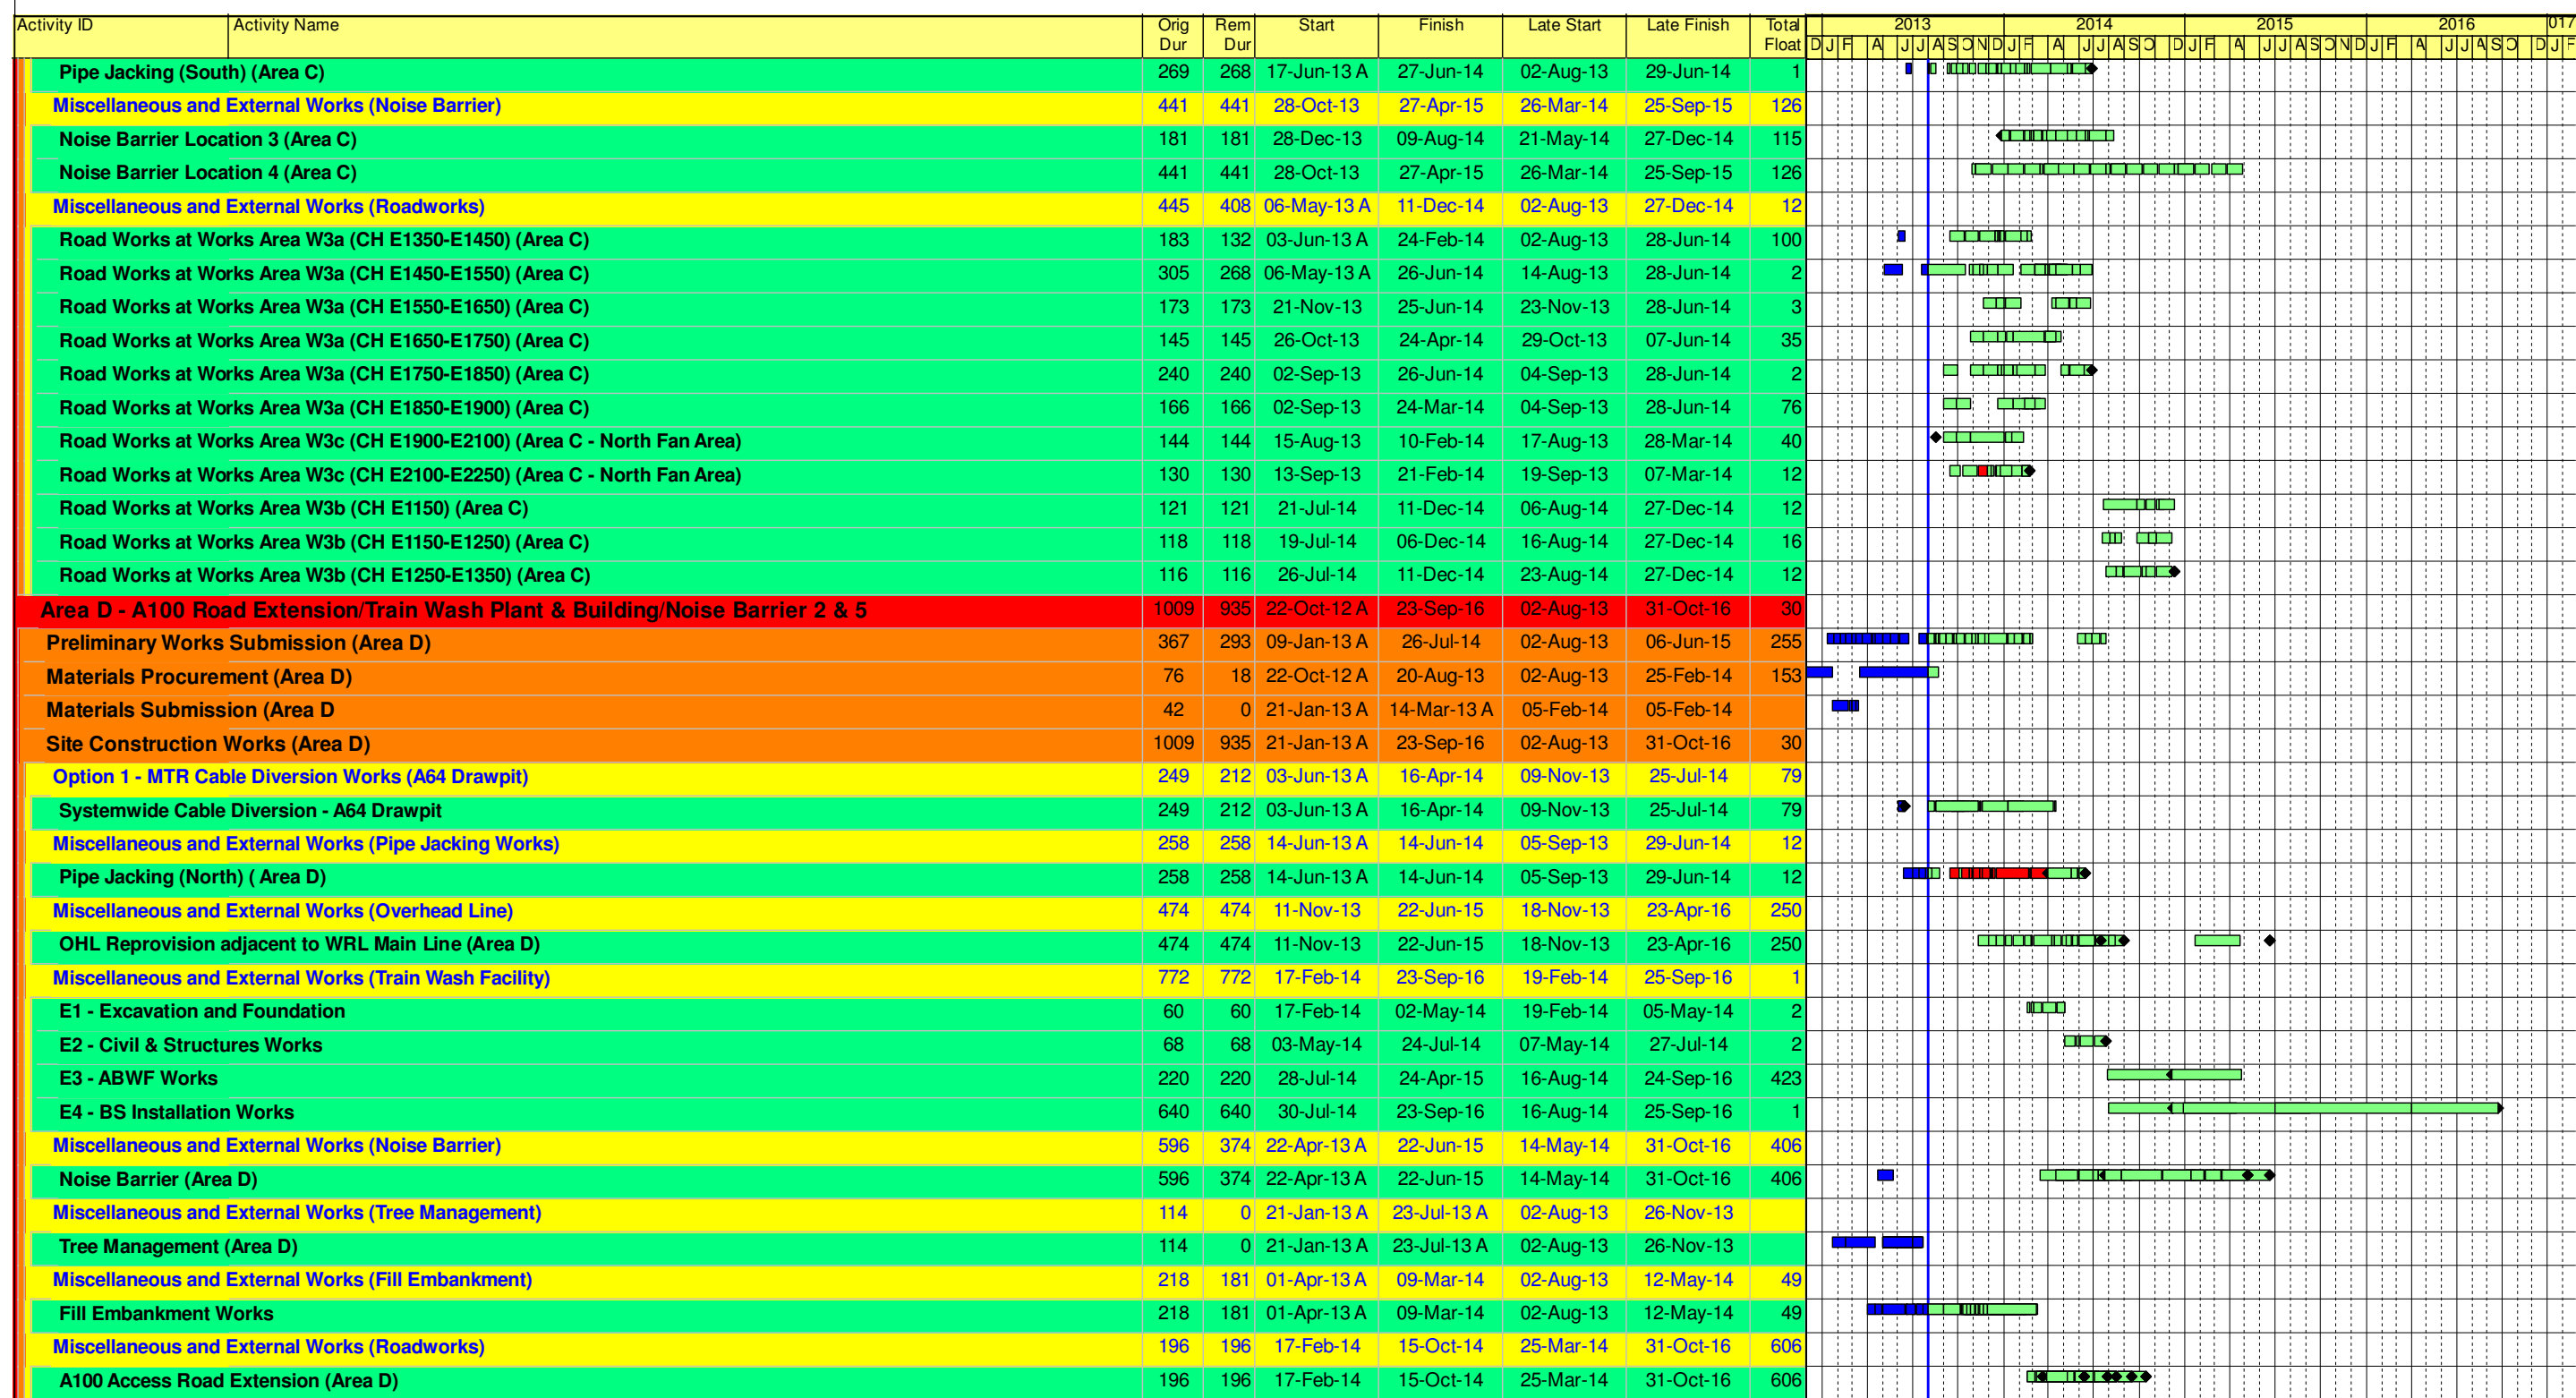 Activity ID Activity Name Orig Dur Rem Dur Start Finish Late Start Late Finish Total Float 2013 2014 2015 2016 017
D J F A J J A S O N D J F A J J A S O D J F A J J A S O N D J F A J J A S O D J F
Pipe Jacking (South) (Area C) 269 268 17-Jun-13 A 27-Jun-14 02-Aug-13 29-Jun-14 1
Miscellaneous and External Works (Noise Barrier) 441 441 28-Oct-13 27-Apr-15 26-Mar-14 25-Sep-15 126
Noise Barrier Location 3 (Area C) 181 181 28-Dec-13 09-Aug-14 21-May-14 27-Dec-14 115
Noise Barrier Location 4 (Area C) 441 441 28-Oct-13 27-Apr-15 26-Mar-14 25-Sep-15 126
Miscellaneous and External Works (Roadworks) 445 408 06-May-13 A 11-Dec-14 02-Aug-13 27-Dec-14 12
Road Works at Works Area W3a (CH E1350-E1450) (Area C) 183 132 03-Jun-13 A 24-Feb-14 02-Aug-13 28-Jun-14 100
Road Works at Works Area W3a (CH E1450-E1550) (Area C) 305 268 06-May-13 A 26-Jun-14 14-Aug-13 28-Jun-14 2
Road Works at Works Area W3a (CH E1550-E1650) (Area C) 173 173 21-Nov-13 25-Jun-14 23-Nov-13 28-Jun-14 3
Road Works at Works Area W3a (CH E1650-E1750) (Area C) 145 145 26-Oct-13 24-Apr-14 29-Oct-13 07-Jun-14 35
Road Works at Works Area W3a (CH E1750-E1850) (Area C) 240 240 02-Sep-13 26-Jun-14 04-Sep-13 28-Jun-14 2
Road Works at Works Area W3a (CH E1850-E1900) (Area C) 166 166 02-Sep-13 24-Mar-14 04-Sep-13 28-Jun-14 76
Road Works at Works Area W3c (CH E1900-E2100) (Area C - North Fan Area) 144 144 15-Aug-13 10-Feb-14 17-Aug-13 28-Mar-14 40
Road Works at Works Area W3c (CH E2100-E2250) (Area C - North Fan Area) 130 130 13-Sep-13 21-Feb-14 19-Sep-13 07-Mar-14 12
Road Works at Works Area W3b (CH E1150) (Area C) 121 121 21-Jul-14 11-Dec-14 06-Aug-14 27-Dec-14 12
Road Works at Works Area W3b (CH E1150-E1250) (Area C) 118 118 19-Jul-14 06-Dec-14 16-Aug-14 27-Dec-14 16
Road Works at Works Area W3b (CH E1250-E1350) (Area C) 116 116 26-Jul-14 11-Dec-14 23-Aug-14 27-Dec-14 12
Area D - A100 Road Extension/Train Wash Plant & Building/Noise Barrier 2 & 5 1009 935 22-Oct-12 A 23-Sep-16 02-Aug-13 31-Oct-16 30
Preliminary Works Submission (Area D) 367 293 09-Jan-13 A 26-Jul-14 02-Aug-13 06-Jun-15 255
Materials Procurement (Area D) 76 18 22-Oct-12 A 20-Aug-13 02-Aug-13 25-Feb-14 153
Materials Submission (Area D 42 0 21-Jan-13 A 14-Mar-13 A 05-Feb-14 05-Feb-14
Site Construction Works (Area D) 1009 935 21-Jan-13 A 23-Sep-16 02-Aug-13 31-Oct-16 30
Option 1 - MTR Cable Diversion Works (A64 Drawpit) 249 212 03-Jun-13 A 16-Apr-14 09-Nov-13 25-Jul-14 79
Systemwide Cable Diversion - A64 Drawpit 249 212 03-Jun-13 A 16-Apr-14 09-Nov-13 25-Jul-14 79
Miscellaneous and External Works (Pipe Jacking Works) 258 258 14-Jun-13 A 14-Jun-14 05-Sep-13 29-Jun-14 12
Pipe Jacking (North) ( Area D) 258 258 14-Jun-13 A 14-Jun-14 05-Sep-13 29-Jun-14 12
Miscellaneous and External Works (Overhead Line) 474 474 11-Nov-13 22-Jun-15 18-Nov-13 23-Apr-16 250
OHL Reprovision adjacent to WRL Main Line (Area D) 474 474 11-Nov-13 22-Jun-15 18-Nov-13 23-Apr-16 250
Miscellaneous and External Works (Train Wash Facility) 772 772 17-Feb-14 23-Sep-16 19-Feb-14 25-Sep-16 1
E1 - Excavation and Foundation 60 60 17-Feb-14 02-May-14 19-Feb-14 05-May-14 2
E2 - Civil & Structures Works 68 68 03-May-14 24-Jul-14 07-May-14 27-Jul-14 2
E3 - ABWF Works 220 220 28-Jul-14 24-Apr-15 16-Aug-14 24-Sep-16 423
E4 - BS Installation Works 640 640 30-Jul-14 23-Sep-16 16-Aug-14 25-Sep-16 1
Miscellaneous and External Works (Noise Barrier) 596 374 22-Apr-13 A 22-Jun-15 14-May-14 31-Oct-16 406
Noise Barrier (Area D) 596 374 22-Apr-13 A 22-Jun-15 14-May-14 31-Oct-16 406
Miscellaneous and External Works (Tree Management) 114 0 21-Jan-13 A 23-Jul-13 A 02-Aug-13 26-Nov-13
Tree Management (Area D) 114 0 21-Jan-13 A 23-Jul-13 A 02-Aug-13 26-Nov-13
Miscellaneous and External Works (Fill Embankment) 218 181 01-Apr-13 A 09-Mar-14 02-Aug-13 12-May-14 49
Fill Embankment Works 218 181 01-Apr-13 A 09-Mar-14 02-Aug-13 12-May-14 49
Miscellaneous and External Works (Roadworks) 196 196 17-Feb-14 15-Oct-14 25-Mar-14 31-Oct-16 606
A100 Access Road Extension (Area D) 196 196 17-Feb-14 15-Oct-14 25-Mar-14 31-Oct-16 606